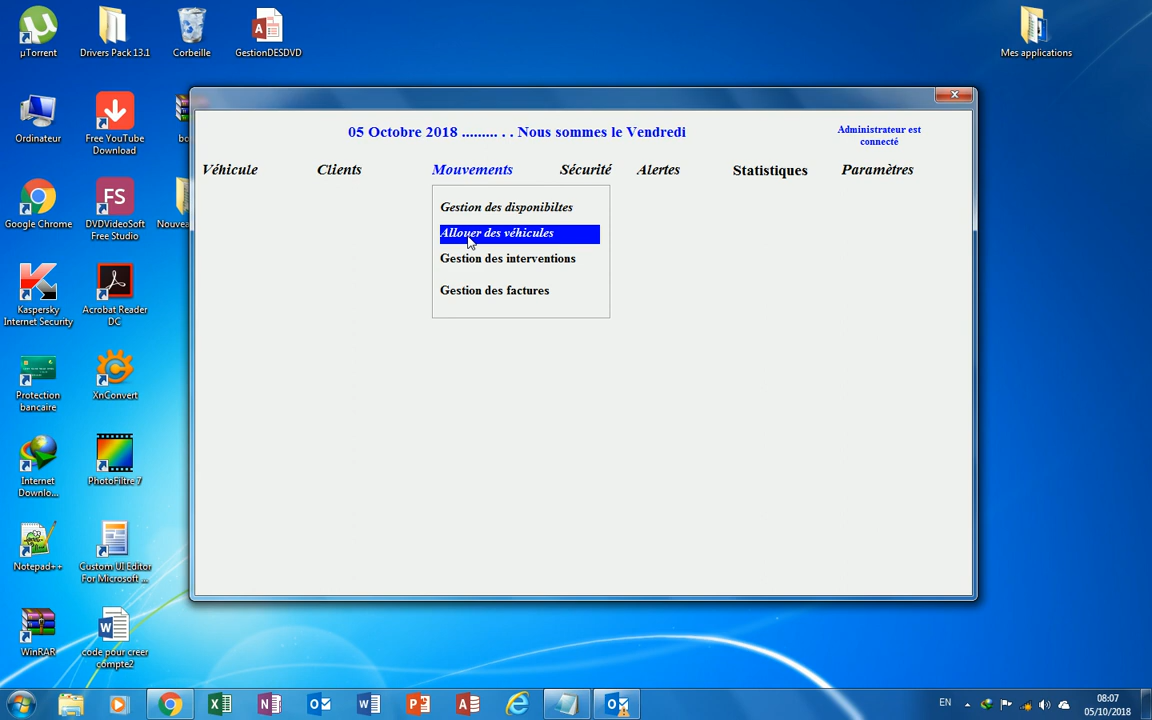 µTorrent
Drivers Pack 13.1
Corbeille
GestionDESDVD
Mes applications
Ordinateur
Free YouTube
Download
bo
Google Chrome
FS
DVDVideoSoft
Free Studio
Nouvea
Kaspersky
Internet Security
Acrobat Reader
DC
Protection
bancaire
XnConvert
Internet
Downlo...
PhotoFiltre 7
Notepad++
Custom UI Editor
For Microsoft ...
WinRAR
code pour creer
compte2
05 Octobre 2018 ......... . . Nous sommes le Vendredi
Administrateur est
connecté
Véhicule
Clients
Mouvements
Sécurité
Alertes
Statistiques
Paramètres
Gestion des disponibiltes
Allouer des véhicules
Gestion des interventions
Gestion des factures
EN
08:07
05/10/2018